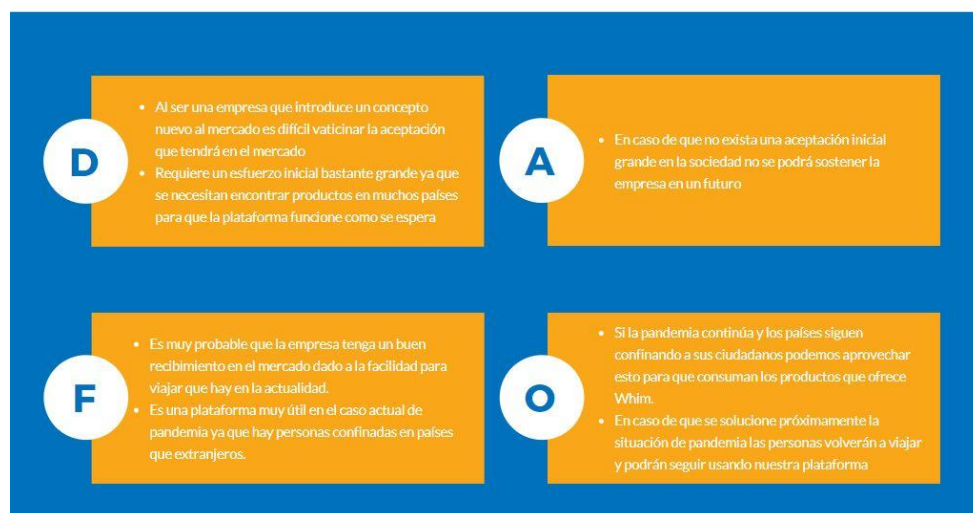 D
• Al ser una empresa que introduce un concepto
nuevo al mercado es difícil vaticinar la aceptación
que tendrá en el mercado
• Requiere un esfuerzo inicial bastante grande ya que
se necesitan encontrar productos en muchos países
para que la plataforma funcione como se espera
A
• En caso de que no exista una aceptación inicial
grande en la sociedad no se podrá sostener la
empresa en un futuro
F
• Es muy probable que la empresa tenga un buen
recibimiento en el mercado dado a la facilidad para
viajar que hay en la actualidad.
• Es una plataforma muy útil en el caso actual de
pandemia ya que hay personas confinadas en países
que extranjeros.
O
• Si la pandemia continúa y los países siguen
confinando a sus ciudadanos podemos aprovechar
esto para que consuman los productos que ofrece
Whim.
• En caso de que se solucione próximamente la
situación de pandemia las personas volverán a viajar
y podrán seguir usando nuestra plataforma